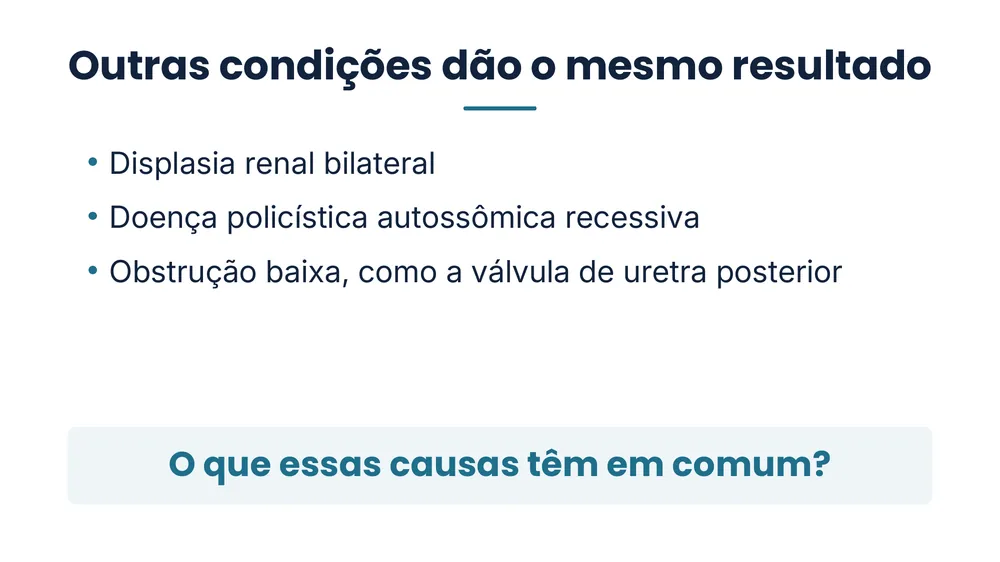 Outras condições dão o mesmo resultado
• Displasia renal bilateral
• Doença policística autossômica recessiva
• Obstrução baixa, como a válvula de uretra posterior
O que essas causas têm em comum?